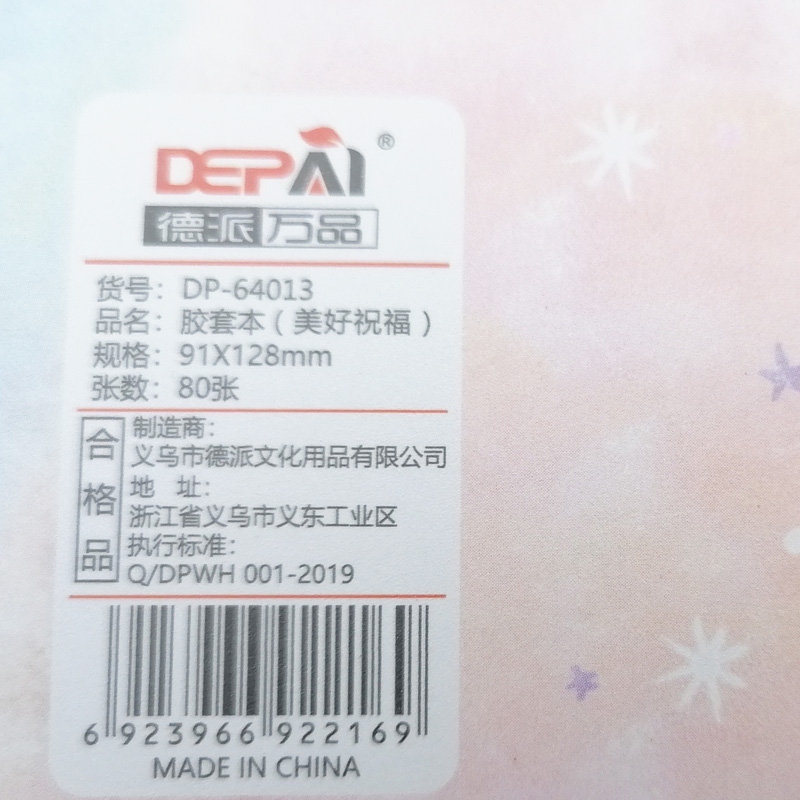 DEPAI®
德派万品
货号：DP-64013
品名：胶套本（美好祝福）
规格：91X128mm
张数：80张
合格品
制造商：
义乌市德派文化用品有限公司
地 址：
浙江省义乌市义东工业区
执行标准：
Q/DPWH 001-2019
6 923966 922169
MADE IN CHINA